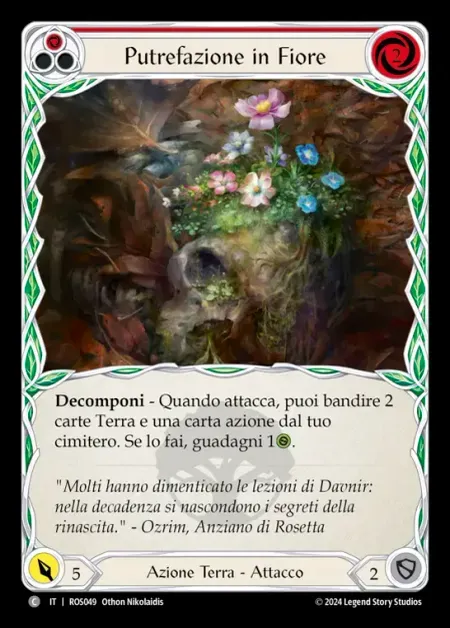 Putrefazione in Fiore
2
Decomponi - Quando attacca, puoi bandire 2
carte Terra e una carta azione dal tuo
cimitero. Se lo fai, guadagni 1.
"Molti hanno dimenticato le lezioni di Davnir:
nella decadenza si nascondono i segreti della
rinascita." - Ozrim, Anziano di Rosetta
5
Azione Terra - Attacco
2
C IT | ROS049 Othon Nikolaidis
© 2024 Legend Story Studios